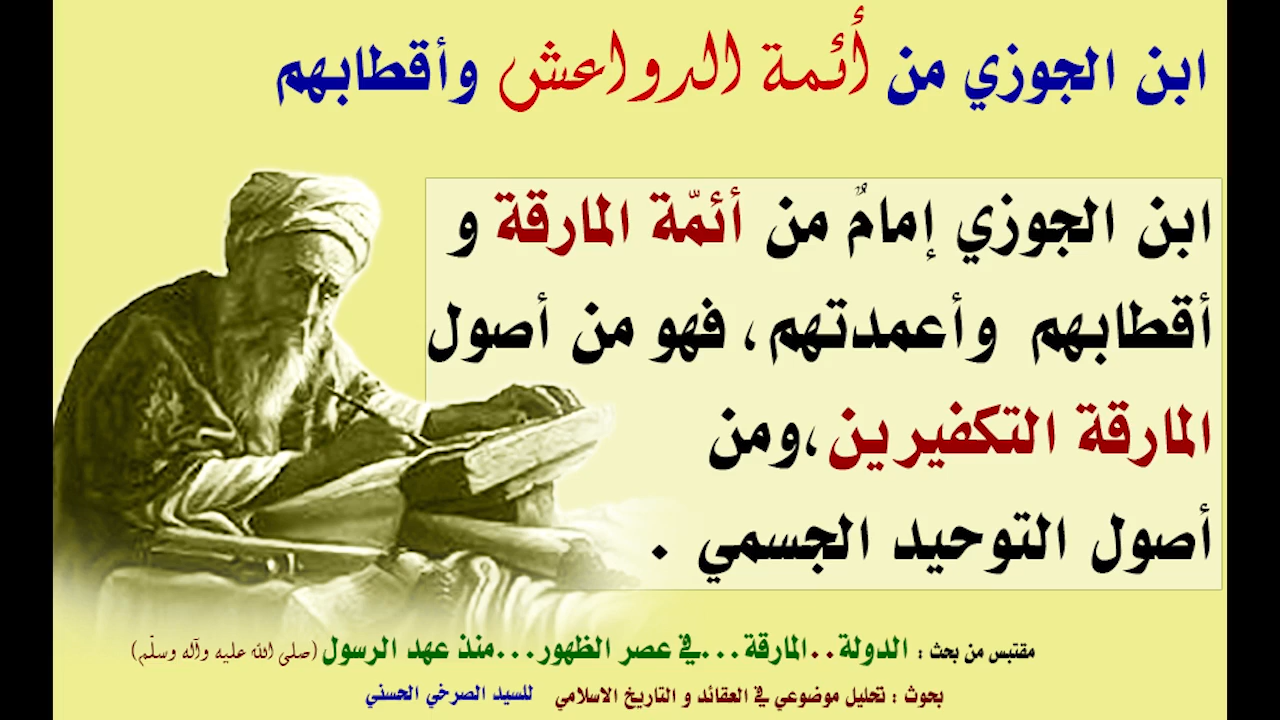 ابن الجوزي من أئمة الدواعش وأقطابهم
ابن الجوزي إمامٌ من أئمّة المارقة و
أقطابهم وأعمدتهم، فهو من أصول
المارقة التكفيرين،ومن
أصول التوحيد الجسمي .
مقتبس من بحث : الدولة..المارقة...في عصر الظهور...منذ عهد الرسول (صلى الله عليه وآله وسلّم)
بحوث : تحليل موضوعي في العقائد و التاريخ الاسلامي للسيد الصرخي الحسني